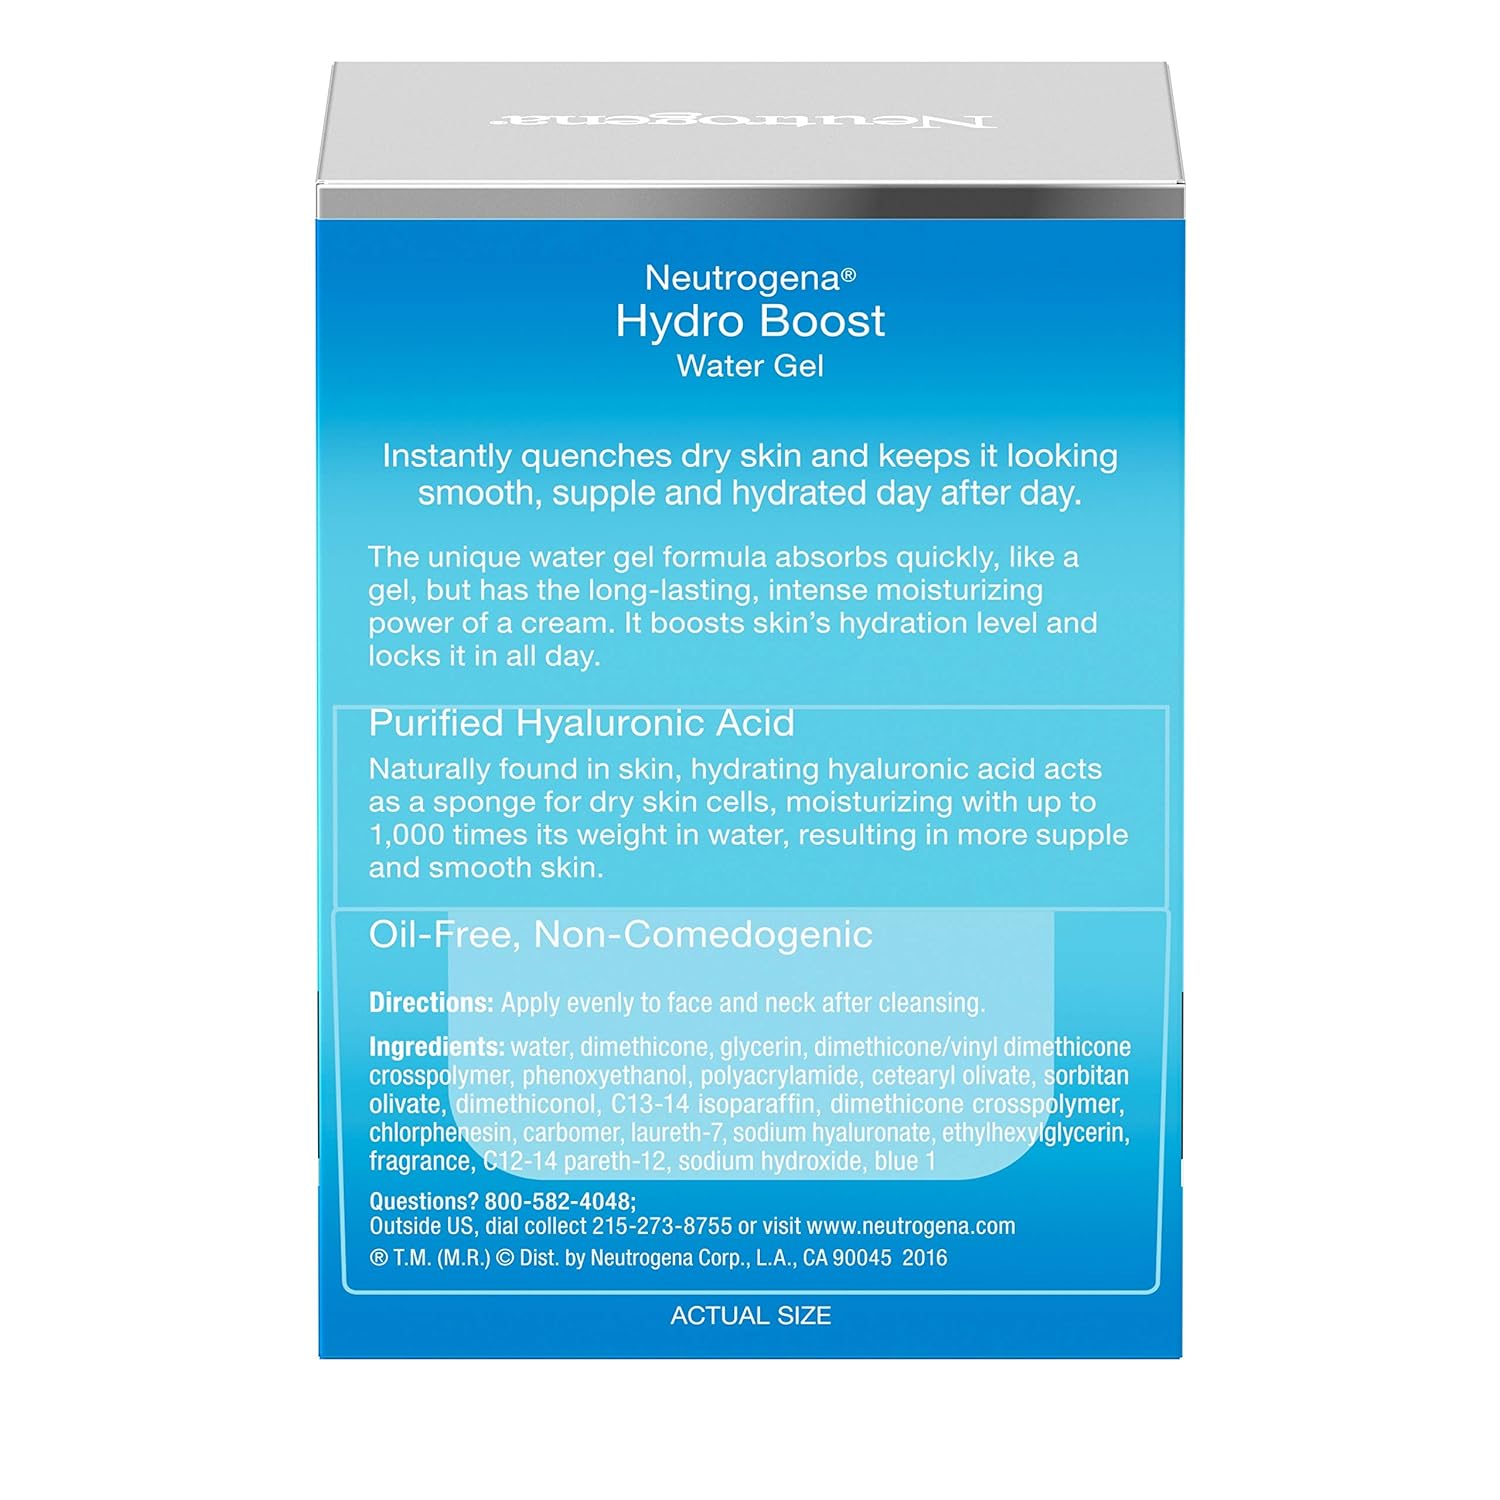 Neutrogena®
Neutrogena®
Hydro Boost
Water Gel
Instantly quenches dry skin and keeps it looking
smooth, supple and hydrated day after day.
The unique water gel formula absorbs quickly, like a
gel, but has the long-lasting, intense moisturizing
power of a cream. It boosts skin’s hydration level and
locks it in all day.
Purified Hyaluronic Acid
Naturally found in skin, hydrating hyaluronic acid acts
as a sponge for dry skin cells, moisturizing with up to
1,000 times its weight in water, resulting in more supple
and smooth skin.
Oil-Free, Non-Comedogenic
Directions: Apply evenly to face and neck after cleansing.
Ingredients: water, dimethicone, glycerin, dimethicone/vinyl dimethicone
crosspolymer, phenoxyethanol, polyacrylamide, cetearyl olivate, sorbitan
olivate, dimethiconol, C13-14 isoparaffin, dimethicone crosspolymer,
chlorphenesin, carbomer, laureth-7, sodium hyaluronate, ethylhexylglycerin,
fragrance, C12-14 pareth-12, sodium hydroxide, blue 1
Questions? 800-582-4048;
Outside US, dial collect 215-273-8755 or visit www.neutrogena.com
® T.M. (M.R.) © Dist. by Neutrogena Corp., L.A., CA 90045 2016
ACTUAL SIZE